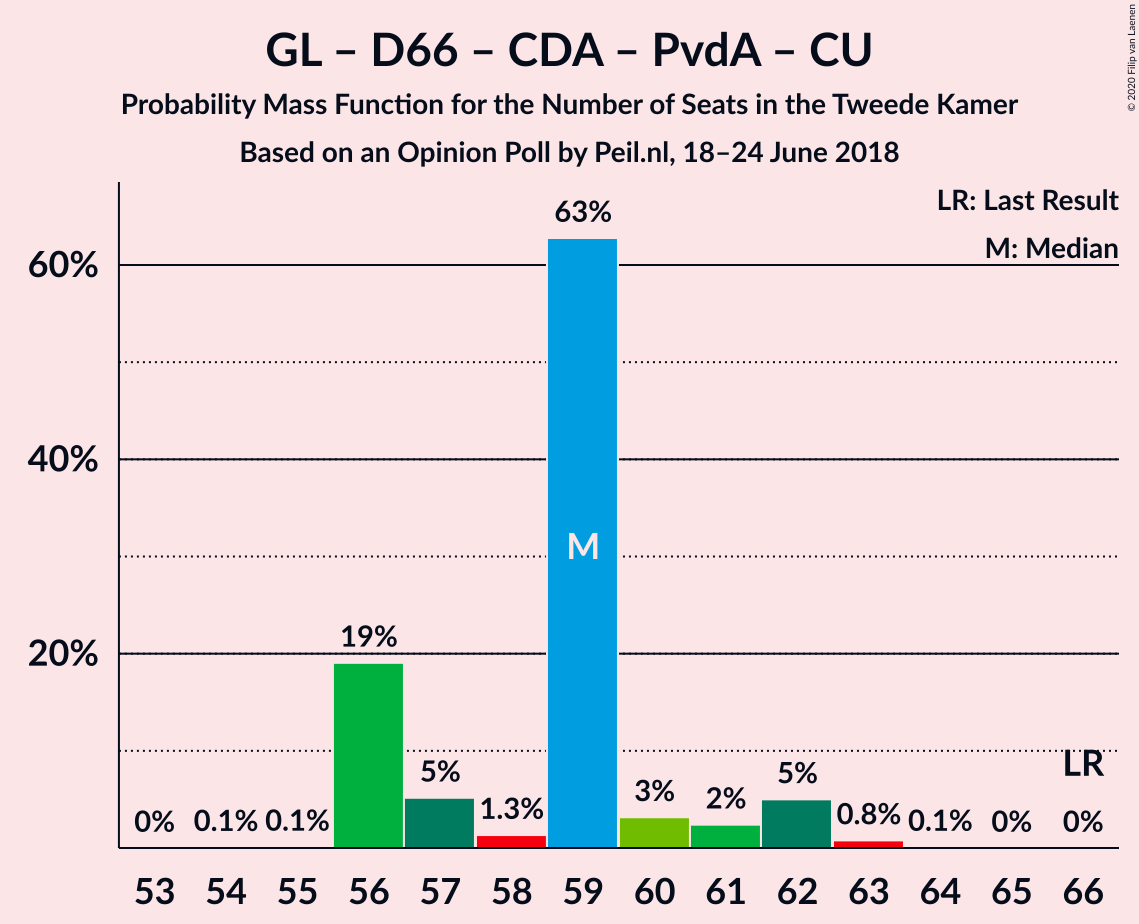 GL – D66 – CDA – PvdA – CU
Probability Mass Function for the Number of Seats in the Tweede Kamer
Based on an Opinion Poll by Peil.nl, 18–24 June 2018
© 2020 Filip van Laenen
LR: Last Result
M: Median
63%
60%
40%
M
19%
20%
LR
5%
5%
3%
2%
1.3%
0.8%
0%
0.1%
0.1%
0.1%
0%
0%
53 54 55 56 57 58 59 60 61 62 63 64 65 66